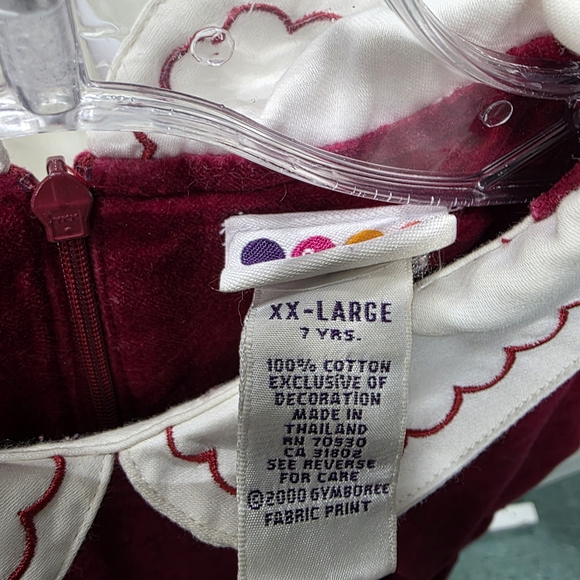 XX-LARGE
7 YRS.
100% COTTON
EXCLUSIVE OF
DECORATION
MADE IN
THAILAND
RN 70530
CA 31802
SEE REVERSE
FOR CARE
©2000 GYMBOREE
FABRIC PRINT